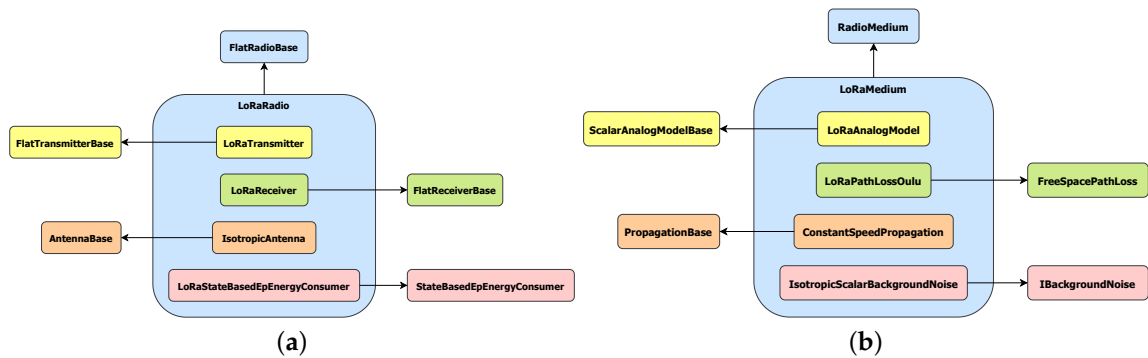 FlatRadioBase
LoRaRadio
FlatTransmitterBase
LoRaTransmitter
LoRaReceiver
FlatReceiverBase
AntennaBase
IsotropicAntenna
LoRaStateBasedEpEnergyConsumer
StateBasedEpEnergyConsumer
(a)
RadioMedium
LoRaMedium
ScalarAnalogModelBase
LoRaAnalogModel
LoRaPathLossOulu
FreeSpacePathLoss
PropagationBase
ConstantSpeedPropagation
IsotropicScalarBackgroundNoise
IBackgroundNoise
(b)